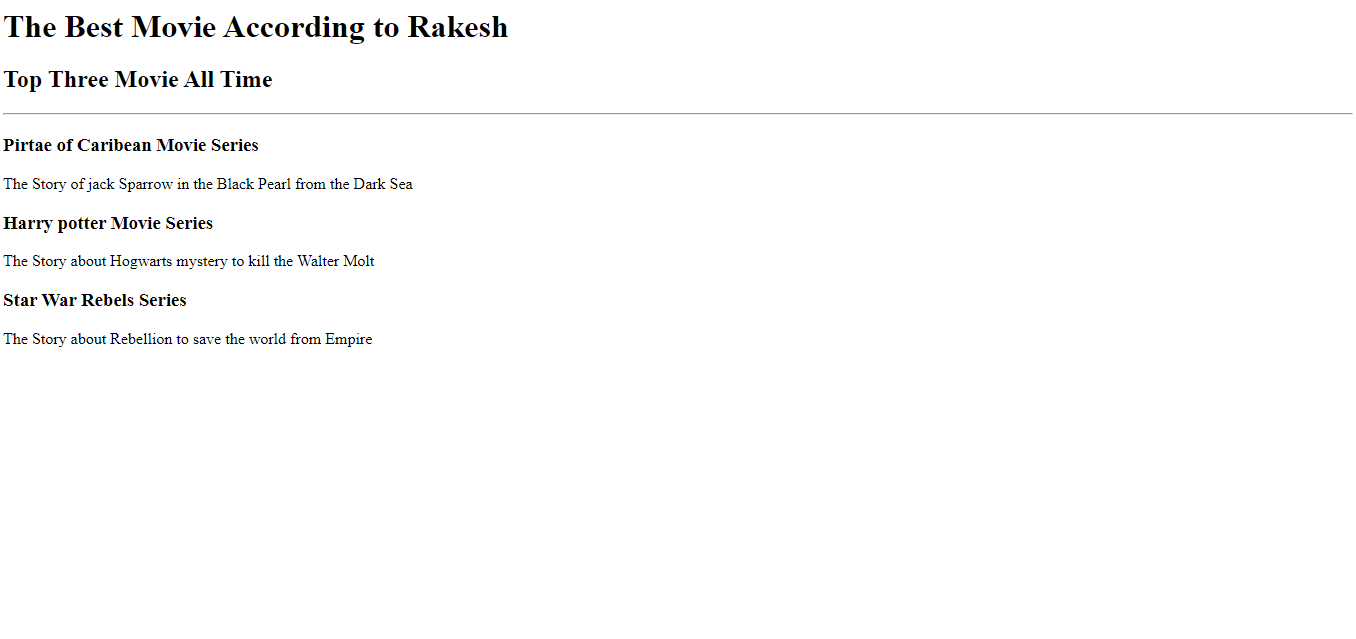 The Best Movie According to Rakesh
Top Three Movie All Time
Pirtae of Caribean Movie Series
The Story of jack Sparrow in the Black Pearl from the Dark Sea
Harry potter Movie Series
The Story about Hogwarts mystery to kill the Walter Molt
Star War Rebels Series
The Story about Rebellion to save the world from Empire